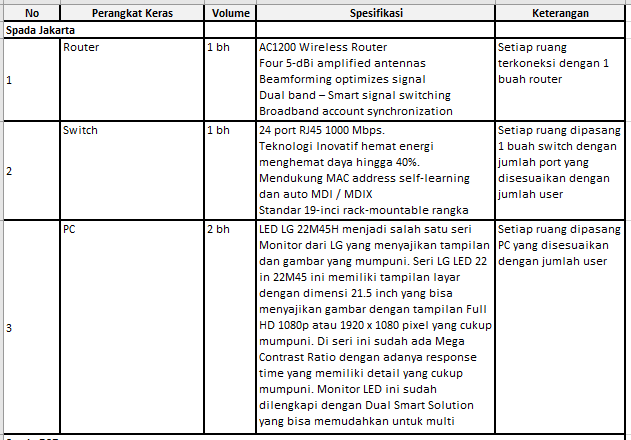 No Perangkat Keras Volume Spesifikasi Keterangan
Spada Jakarta
1 Router 1 bh AC1200 Wireless Router Setiap ruang
Four 5-dBi amplified antennas terkoneksi dengan 1
Beamforming optimizes signal buah router
Dual band – Smart signal switching
Broadband account synchronization
2 Switch 1 bh 24 port RJ45 1000 Mbps. Setiap ruang dipasang
Teknologi Inovatif hemat energi 1 buah switch dengan
menghemat daya hingga 40%. jumlah port yang
Mendukung MAC address self-learning disesuaikan dengan
dan auto MDI / MDIX jumlah user
Standar 19-inci rack-mountable rangka
3 PC 2 bh LED LG 22M45H menjadi salah satu seri Setiap ruang dipasang
Monitor dari LG yang menyajikan tampilan PC yang disesuaikan
dan gambar yang mumpuni. Seri LG LED 22 dengan jumlah user
in 22M45 ini memiliki tampilan layar
dengan dimensi 21.5 inch yang bisa
menyajikan gambar dengan tampilan Full
HD 1080p atau 1920 x 1080 pixel yang cukup
mumpuni. Di seri ini sudah ada Mega
Contrast Ratio dengan adanya response
time yang memiliki detail yang cukup
mumpuni. Monitor LED ini sudah
dilengkapi dengan Dual Smart Solution
yang bisa memudahkan untuk multi